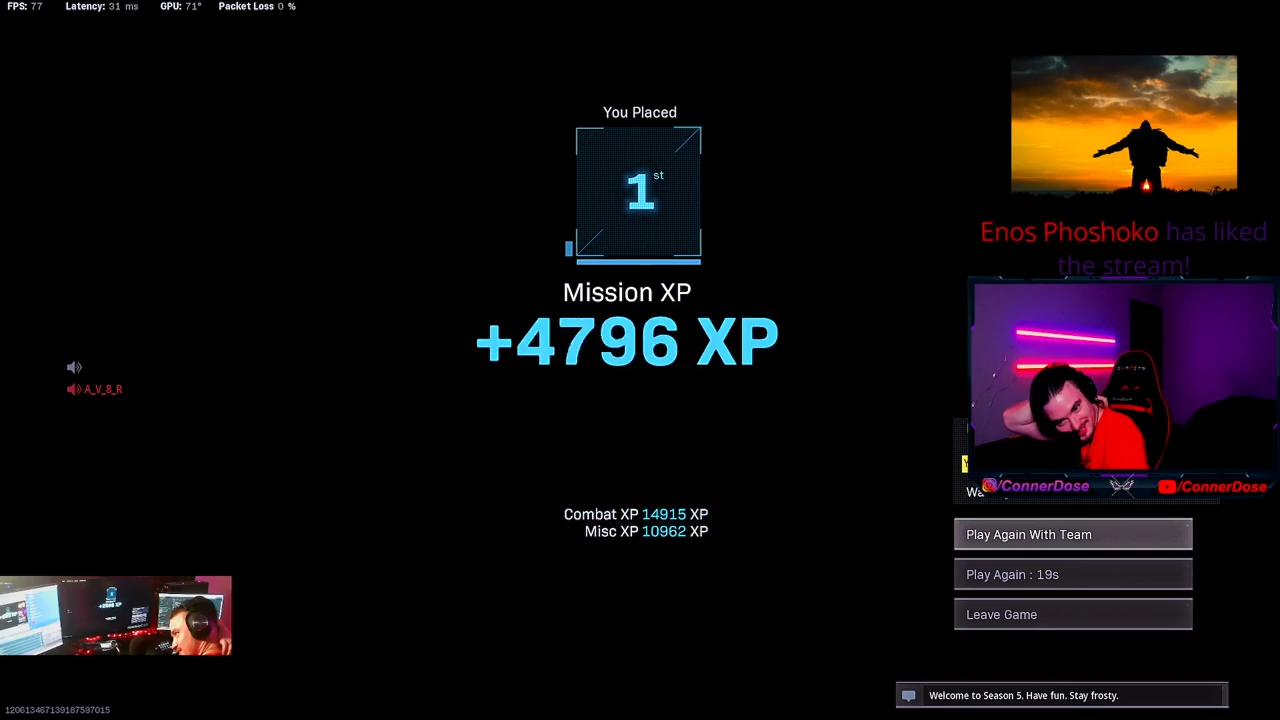 FPS: 77 Latency: 31 ms GPU: 71° Packet Loss 0 %
You Placed
1st
Mission XP
+4796 XP
A_V_8_R
Combat XP 14915 XP
Misc XP 10962 XP
Enos Phoshoko has liked
the stream!
/ConnerDose
/ConnerDose
Play Again With Team
Play Again : 19s
Leave Game
Welcome to Season 5. Have fun. Stay frosty.
120613467139187597015